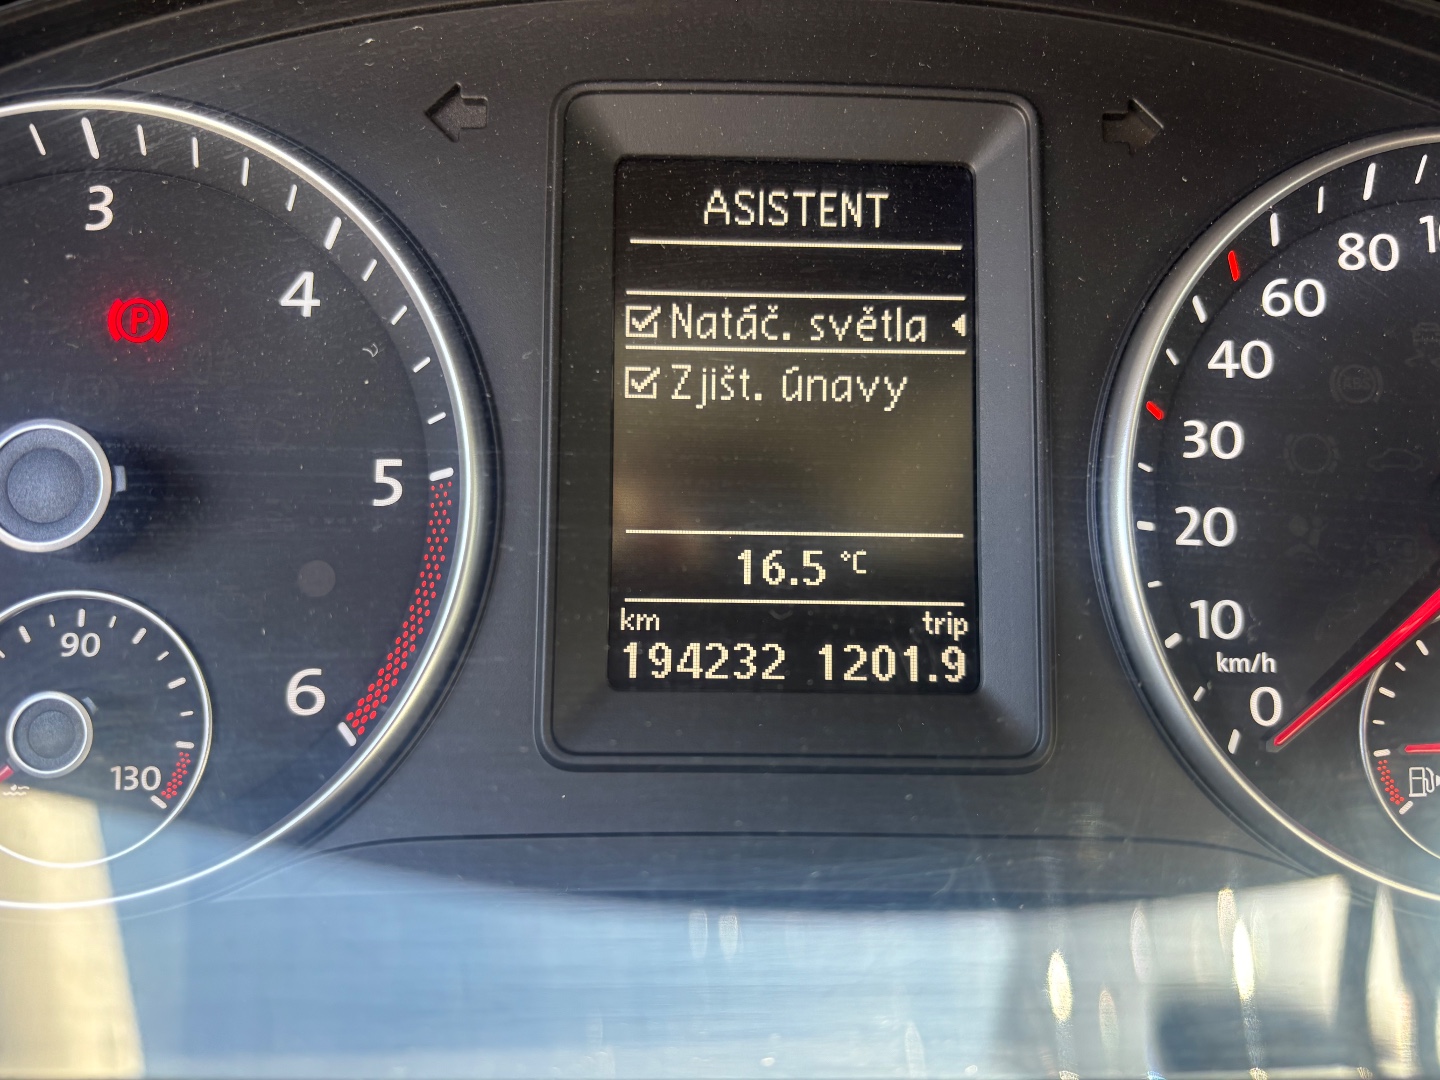 ASISTENT
Natáč. světla
Zjišt. únavy
16.5 °C
km trip
194232 1201.9
3
4
5
6
P
90
130
80
60
40
30
20
10
km/h
0